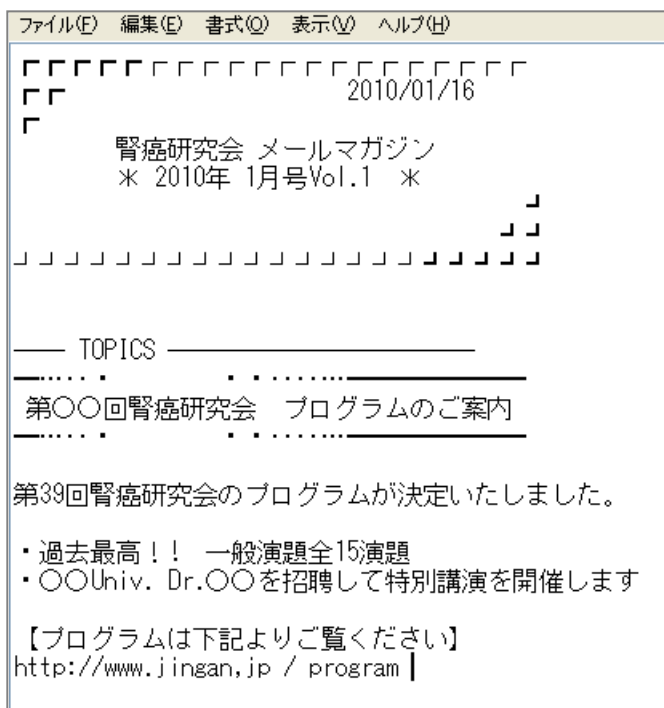 ファイル(F) 編集(E) 書式(O) 表示(V) ヘルプ(H)
2010/01/16
腎癌研究会 メールマガジン
* 2010年 1月号Vol.1 *
TOPICS
第〇〇回腎癌研究会 プログラムのご案内
第39回腎癌研究会のプログラムが決定いたしました。
・過去最高!! 一般演題全15演題
・〇〇Univ. Dr.〇〇を招聘して特別講演を開催します
【プログラムは下記よりご覧ください】
http://www.jingan,jp / program